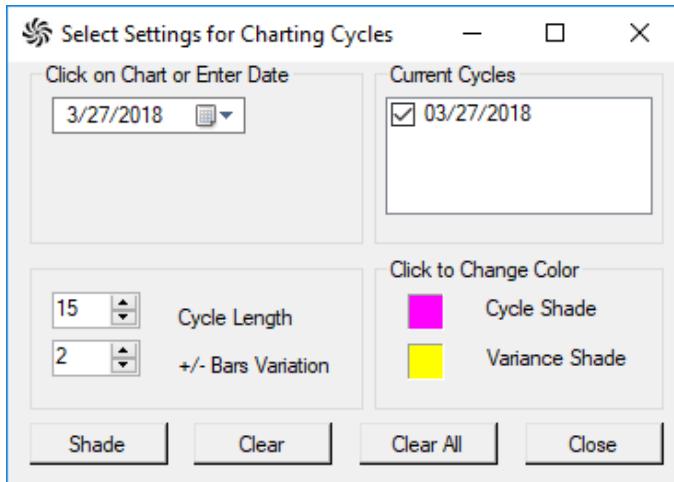 Select Settings for Charting Cycles
Click on Chart or Enter Date
3/27/2018
Current Cycles
03/27/2018
15
Cycle Length
2
+/- Bars Variation
Click to Change Color
Cycle Shade
Variance Shade
Shade
Clear
Clear All
Close